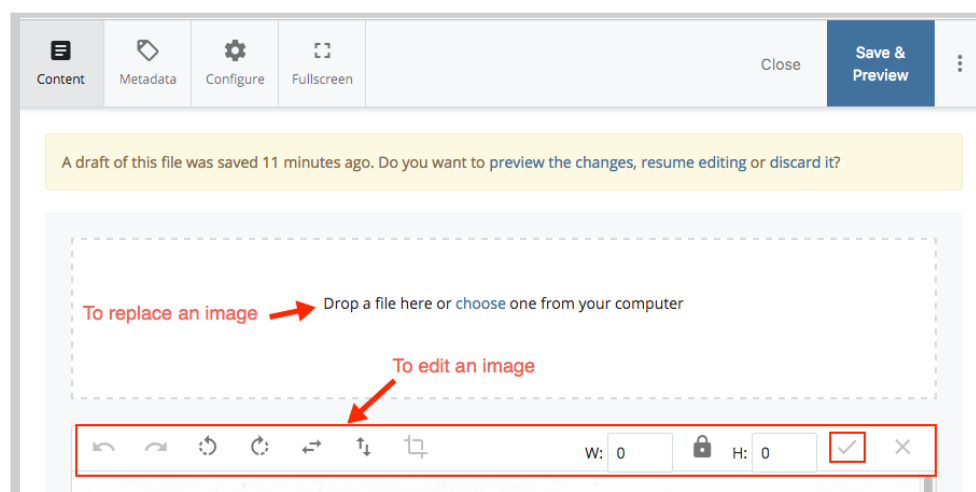 Content
Metadata
Configure
Fullscreen
Close
Save &
Preview
A draft of this file was saved 11 minutes ago. Do you want to preview the changes, resume editing or discard it?
Drop a file here or choose one from your computer
To replace an image
To edit an image
W: 0
H: 0